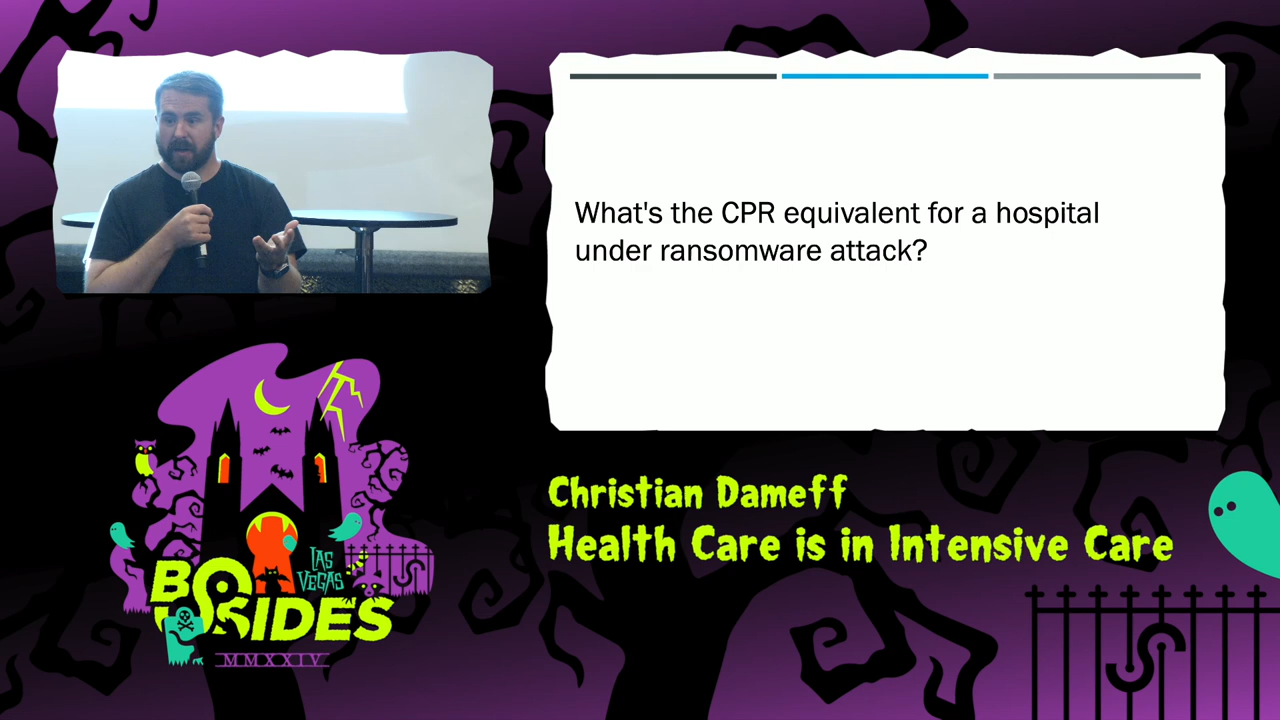 What's the CPR equivalent for a hospital
under ransomware attack?
Christian Dameff
Health Care is in Intensive Care
LAS
VEGAS
BSIDES
MMXXIV